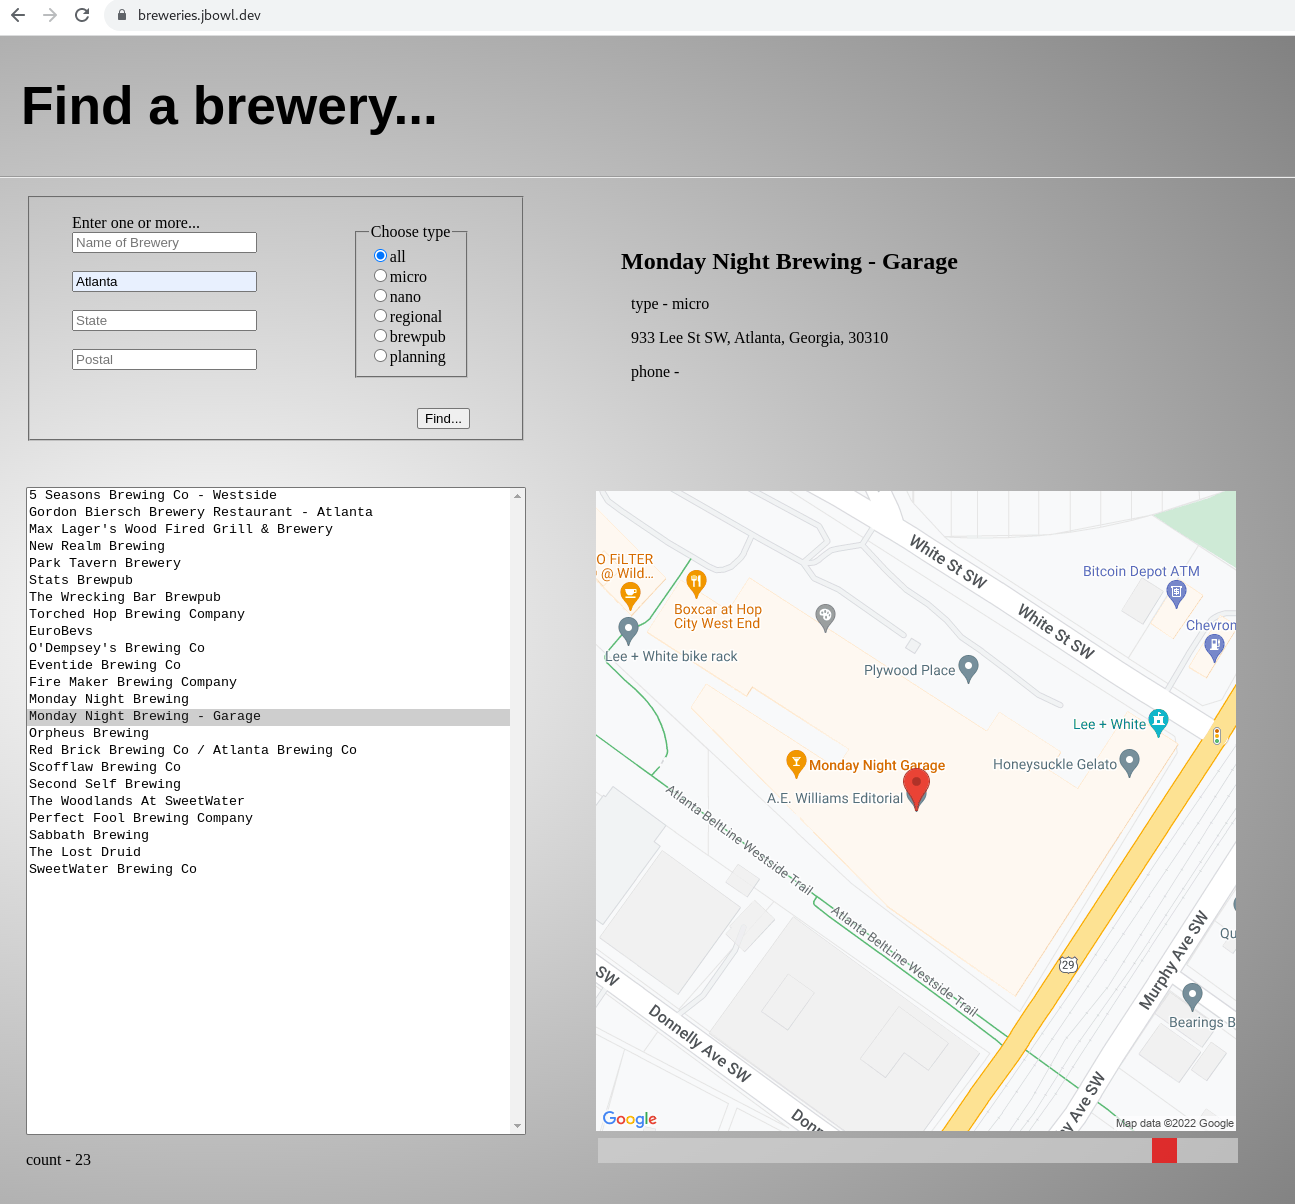 breweries.jbowl.dev
Find a brewery...
Enter one or more...
Name of Brewery
Atlanta
State
Postal
Choose type
all
micro
nano
regional
brewpub
planning
Find...
Monday Night Brewing - Garage
type - micro
933 Lee St SW, Atlanta, Georgia, 30310
phone -
5 Seasons Brewing Co - Westside
Gordon Biersch Brewery Restaurant - Atlanta
Max Lager's Wood Fired Grill & Brewery
New Realm Brewing
Park Tavern Brewery
Stats Brewpub
The Wrecking Bar Brewpub
Torched Hop Brewing Company
EuroBevs
O'Dempsey's Brewing Co
Eventide Brewing Co
Fire Maker Brewing Company
Monday Night Brewing
Monday Night Brewing - Garage
Orpheus Brewing
Red Brick Brewing Co / Atlanta Brewing Co
Scofflaw Brewing Co
Second Self Brewing
The Woodlands At SweetWater
Perfect Fool Brewing Company
Sabbath Brewing
The Lost Druid
SweetWater Brewing Co
count - 23
White St SW
White St SW
O FiLTER
@ Wild...
Boxcar at Hop
City West End
Bitcoin Depot ATM
Chevron
Lee + White bike rack
Plywood Place
Lee + White
Monday Night Garage
Honeysuckle Gelato
A.E. Williams Editorial
Atlanta BeltLine Westside Trail
Atlanta BeltLine Westside Trail
Qu
29
Murphy Ave SW
SW
Donnelly Ave SW
Bearings B
y Ave SW
Donn
Google
Map data ©2022 Google